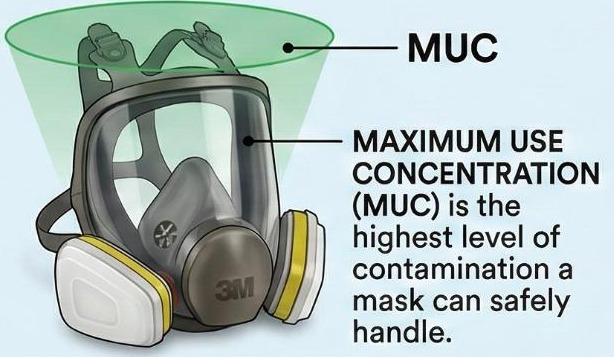 MUC
MAXIMUM USE
CONCENTRATION
(MUC) is the
highest level of
contamination a
mask can safely
handle.
3M